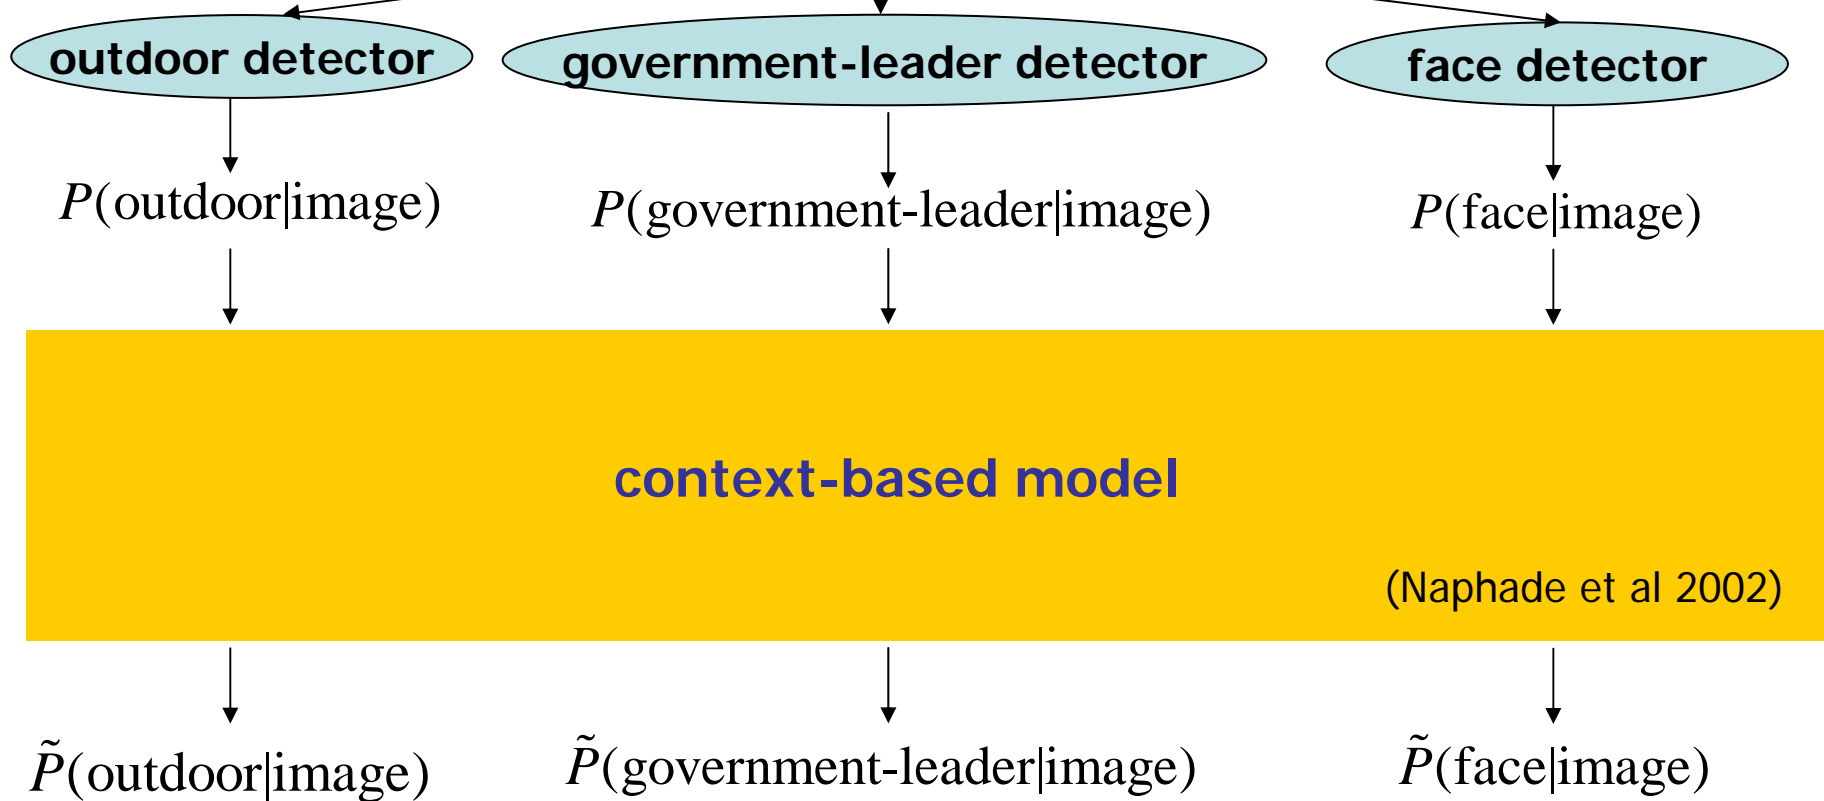 outdoor detector government-leader detector face detector
P(outdoor|image) P(government-leader|image) P(face|image)
context-based model
(Naphade et al 2002)
P̃(outdoor|image) P̃(government-leader|image) P̃(face|image)